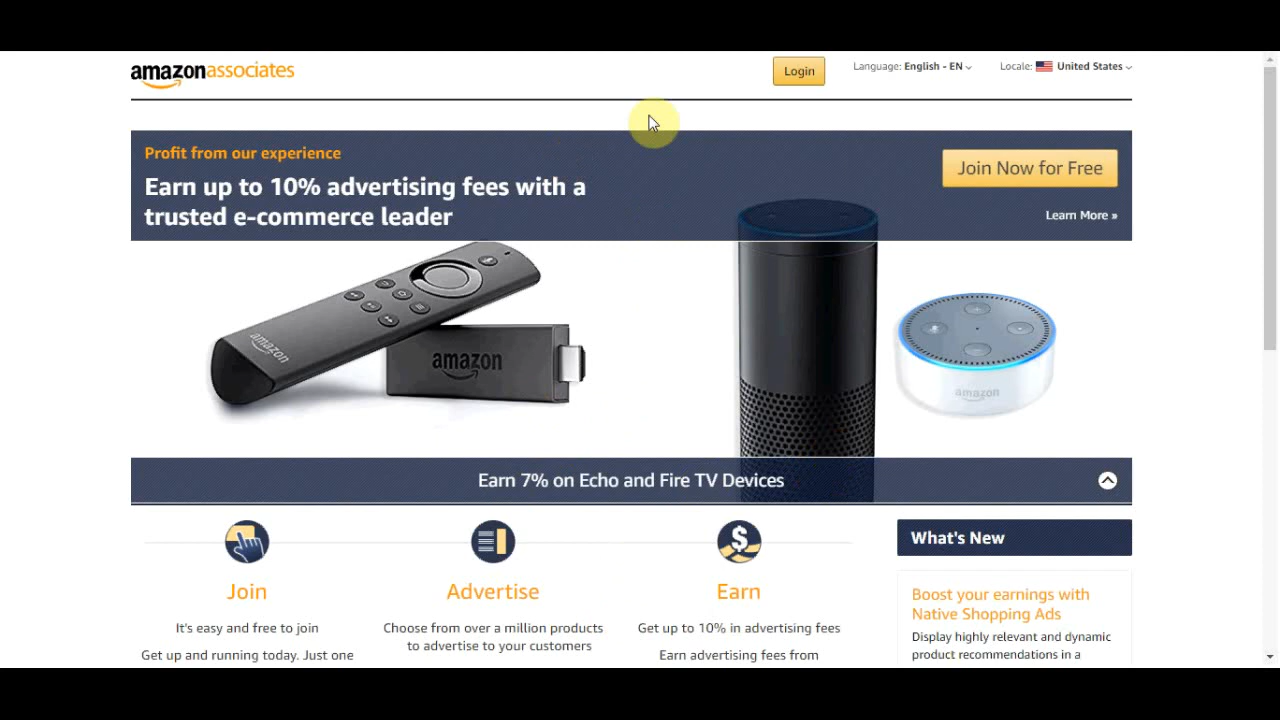 amazonassociates
Login
Language: English - EN
Locale: United States
Profit from our experience
Earn up to 10% advertising fees with a
trusted e-commerce leader
Join Now for Free
Learn More »
amazon
amazon
amazon
Earn 7% on Echo and Fire TV Devices
Join
It's easy and free to join
Get up and running today. Just one
Advertise
Choose from over a million products
to advertise to your customers
Earn
Get up to 10% in advertising fees
Earn advertising fees from
What's New
Boost your earnings with
Native Shopping Ads
Display highly relevant and dynamic
product recommendations in a